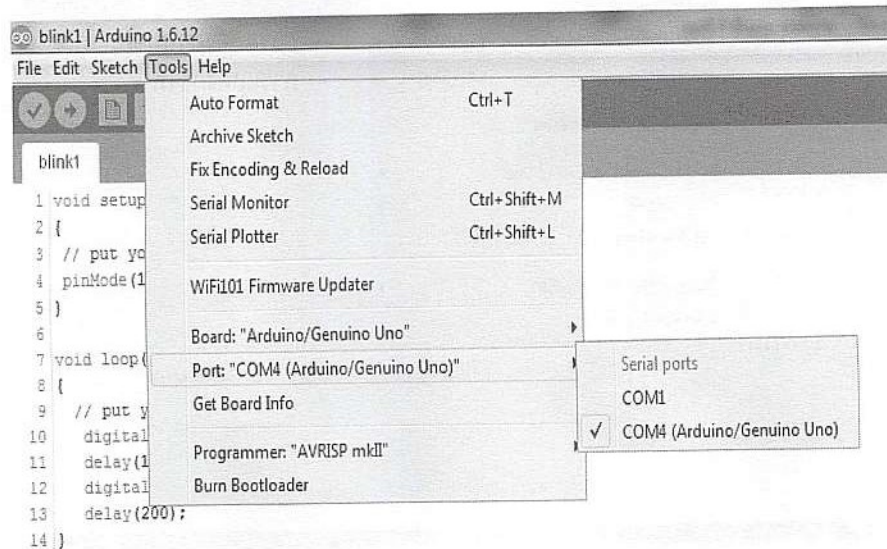 blink1 | Arduino 1.6.12
File Edit Sketch Tools Help
Auto Format Ctrl+T
Archive Sketch
Fix Encoding & Reload
Serial Monitor Ctrl+Shift+M
Serial Plotter Ctrl+Shift+L
WiFi101 Firmware Updater
Board: "Arduino/Genuino Uno"
Port: "COM4 (Arduino/Genuino Uno)"
Get Board Info
Programmer: "AVRISP mkII"
Burn Bootloader
Serial ports
COM1
✓ COM4 (Arduino/Genuino Uno)
blink1
1 void setup
2 {
3 // put yo
4 pinMode(1
5 }
6
7 void loop(
8 {
9 // put y
10 digital
11 delay(1
12 digital
13 delay(200);
14 }